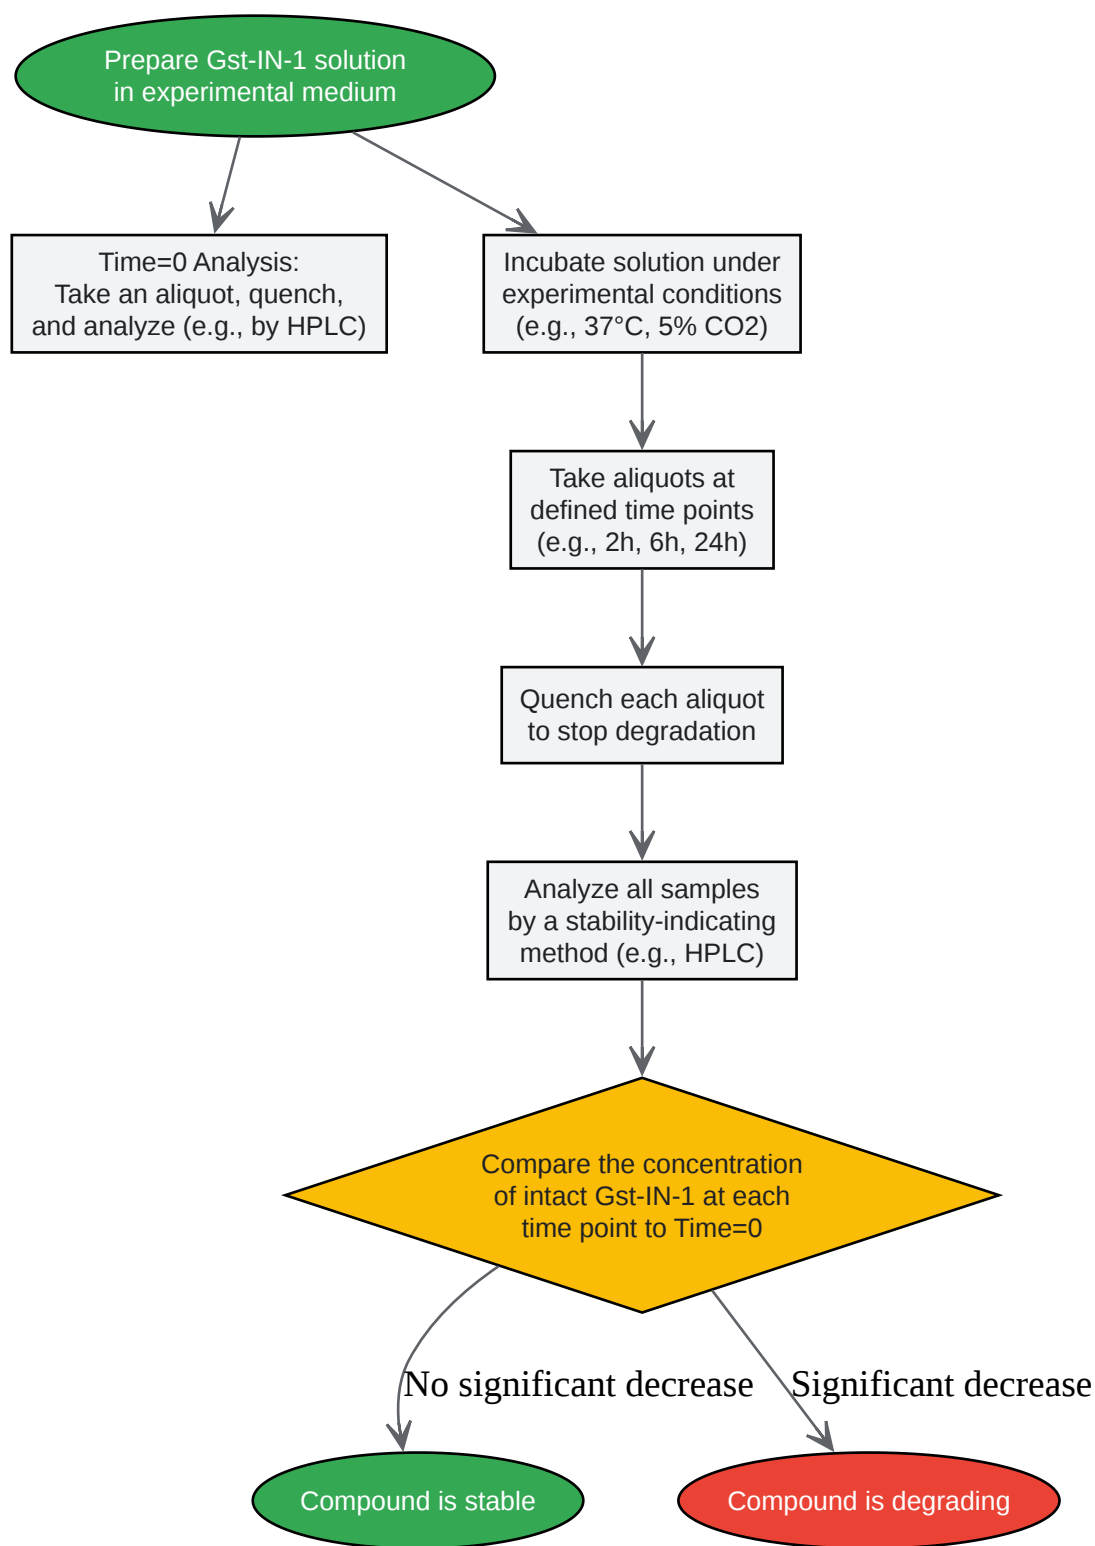 Prepare Gst-IN-1 solution
in experimental medium
Time=0 Analysis:
Take an aliquot, quench,
and analyze (e.g., by HPLC)
Incubate solution under
experimental conditions
(e.g., 37°C, 5% CO2)
Take aliquots at
defined time points
(e.g., 2h, 6h, 24h)
Quench each aliquot
to stop degradation
Analyze all samples
by a stability-indicating
method (e.g., HPLC)
Compare the concentration
of intact Gst-IN-1 at each
time point to Time=0
No significant decrease
Significant decrease
Compound is stable
Compound is degrading